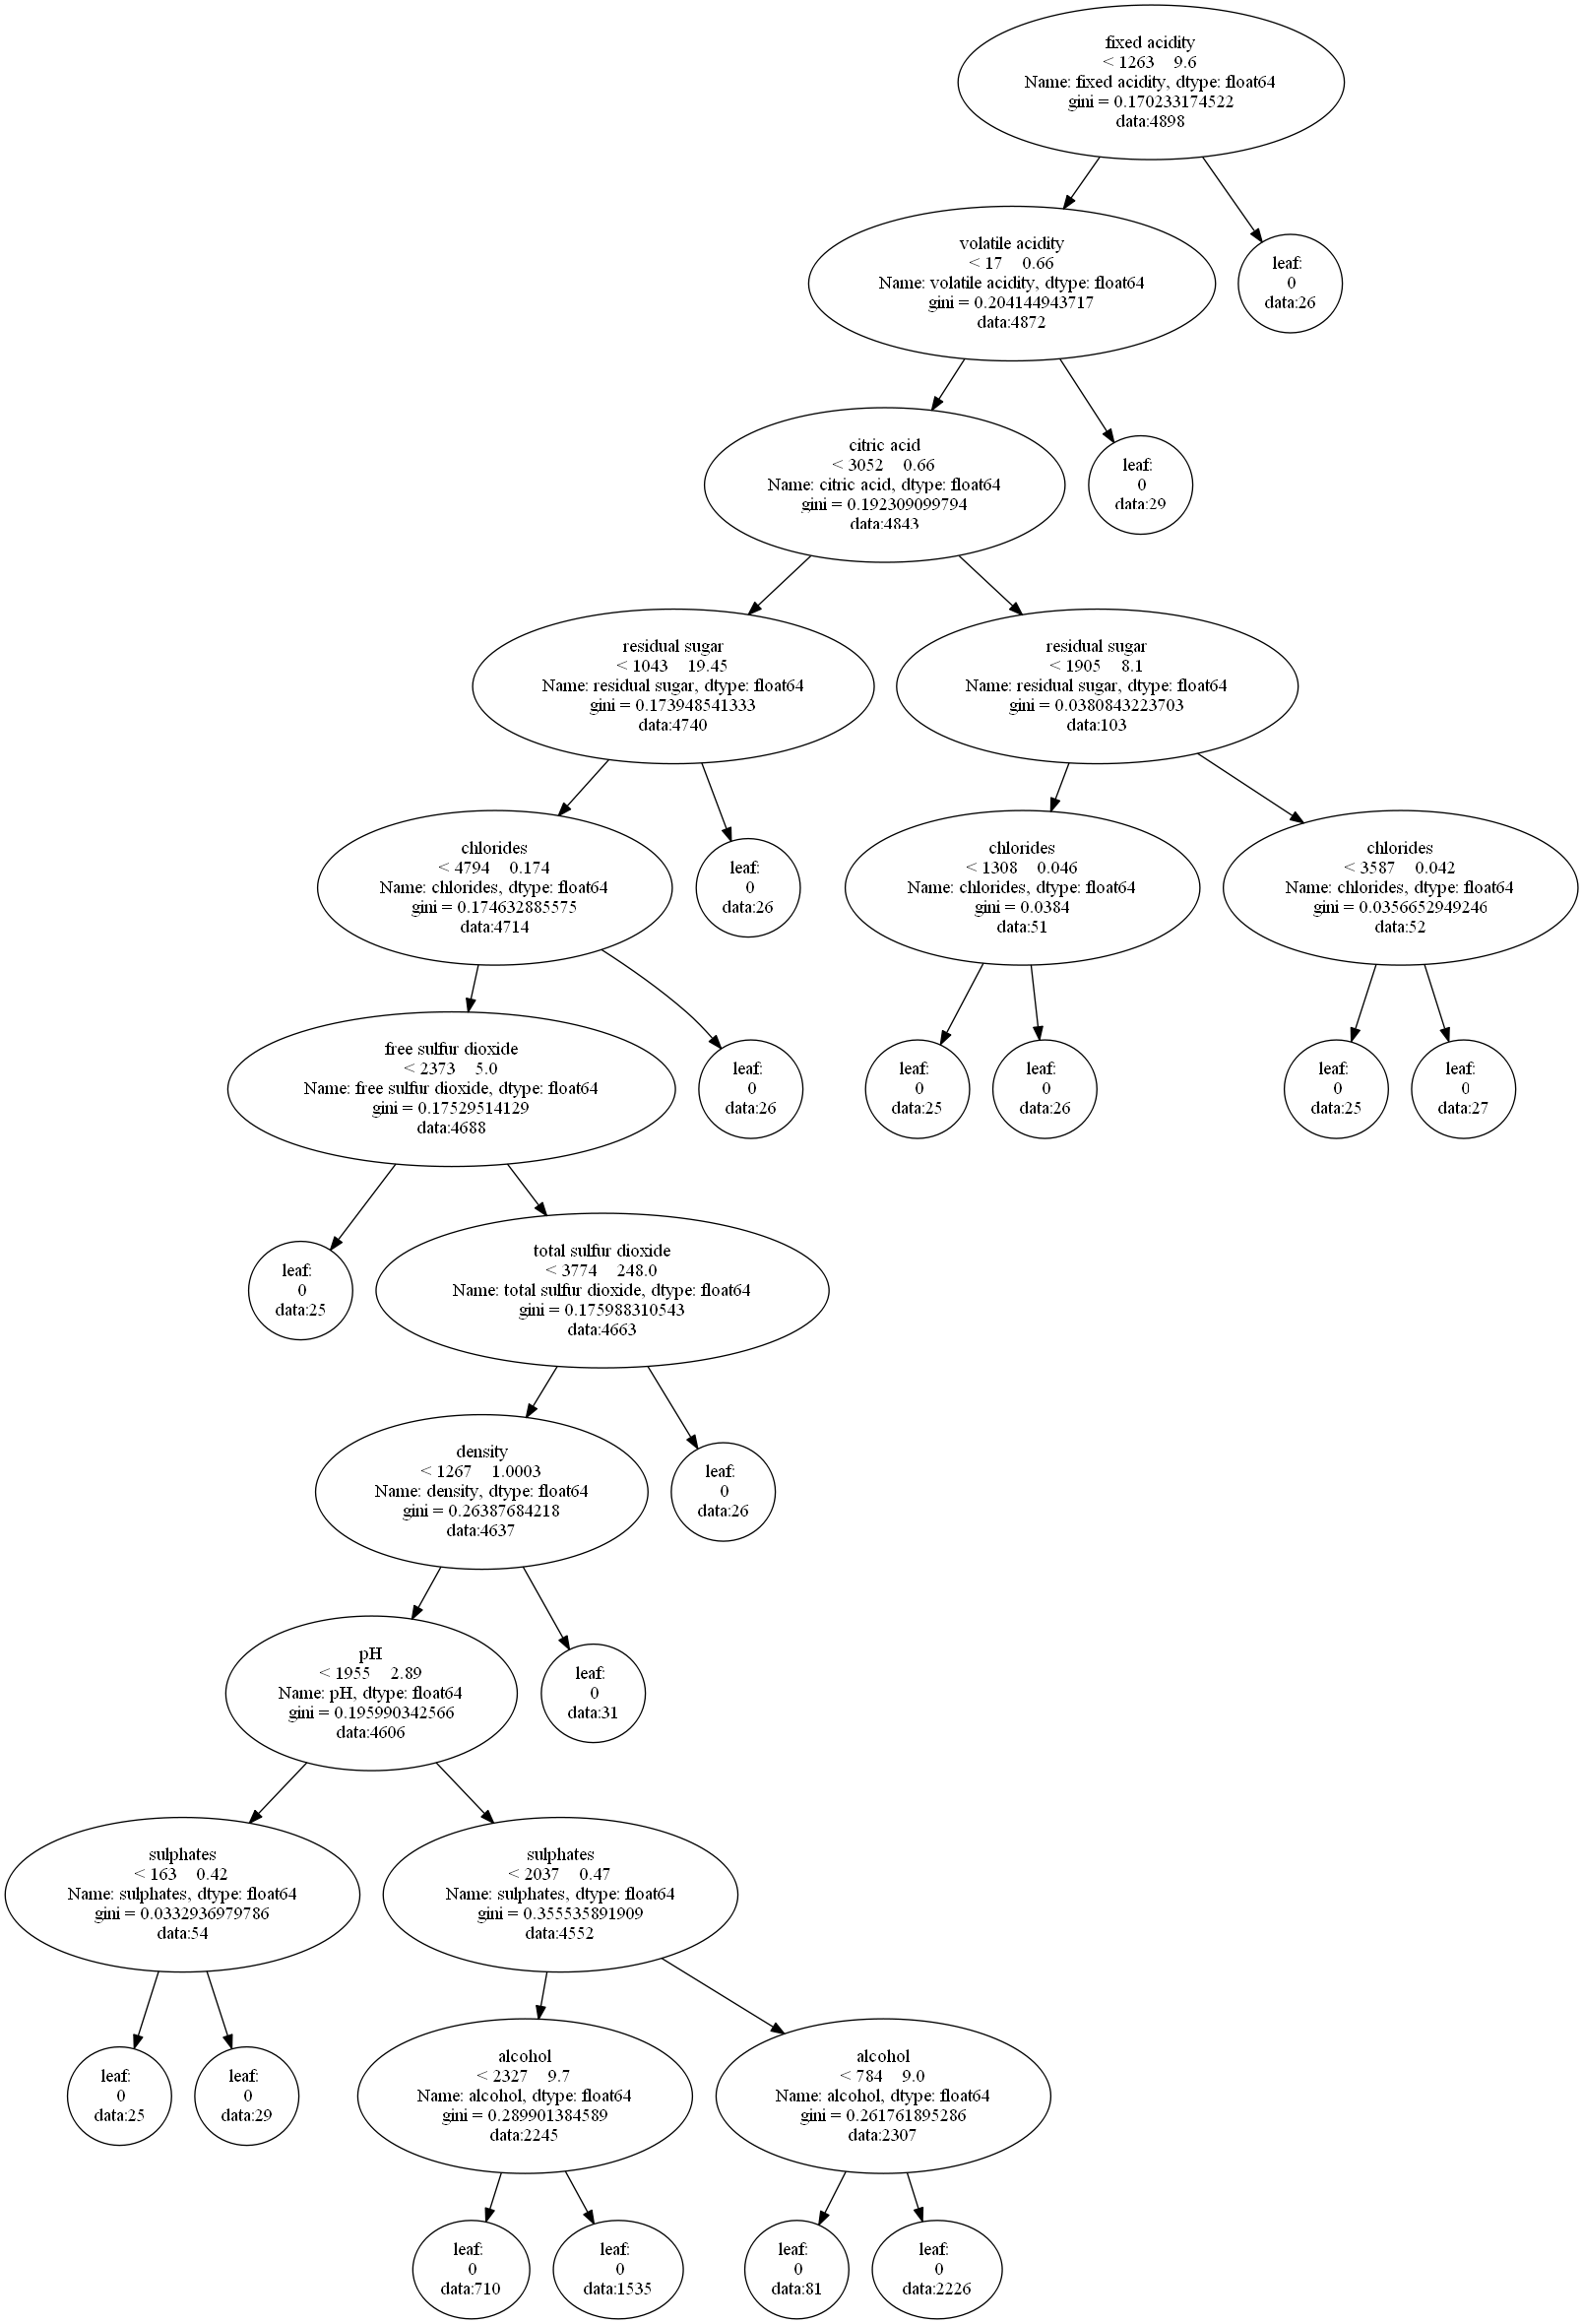 fixed acidity
< 1263    9.6
Name: fixed acidity, dtype: float64
gini = 0.170233174522
data:4898
volatile acidity
< 17    0.66
Name: volatile acidity, dtype: float64
gini = 0.204144943717
data:4872
leaf:
0
data:26
citric acid
< 3052    0.66
Name: citric acid, dtype: float64
gini = 0.192309099794
data:4843
leaf:
0
data:29
residual sugar
< 1043    19.45
Name: residual sugar, dtype: float64
gini = 0.173948541333
data:4740
residual sugar
< 1905    8.1
Name: residual sugar, dtype: float64
gini = 0.0380843223703
data:103
chlorides
< 4794    0.174
Name: chlorides, dtype: float64
gini = 0.174632885575
data:4714
leaf:
0
data:26
chlorides
< 1308    0.046
Name: chlorides, dtype: float64
gini = 0.0384
data:51
chlorides
< 3587    0.042
Name: chlorides, dtype: float64
gini = 0.0356652949246
data:52
free sulfur dioxide
< 2373    5.0
Name: free sulfur dioxide, dtype: float64
gini = 0.17529514129
data:4688
leaf:
0
data:26
leaf:
0
data:25
leaf:
0
data:26
leaf:
0
data:25
leaf:
0
data:27
leaf:
0
data:25
total sulfur dioxide
< 3774    248.0
Name: total sulfur dioxide, dtype: float64
gini = 0.175988310543
data:4663
density
< 1267    1.0003
Name: density, dtype: float64
gini = 0.26387684218
data:4637
leaf:
0
data:26
pH
< 1955    2.89
Name: pH, dtype: float64
gini = 0.195990342566
data:4606
leaf:
0
data:31
sulphates
< 163    0.42
Name: sulphates, dtype: float64
gini = 0.0332936979786
data:54
sulphates
< 2037    0.47
Name: sulphates, dtype: float64
gini = 0.355535891909
data:4552
leaf:
0
data:25
leaf:
0
data:29
alcohol
< 2327    9.7
Name: alcohol, dtype: float64
gini = 0.289901384589
data:2245
alcohol
< 784    9.0
Name: alcohol, dtype: float64
gini = 0.261761895286
data:2307
leaf:
0
data:710
leaf:
0
data:1535
leaf:
0
data:81
leaf:
0
data:2226